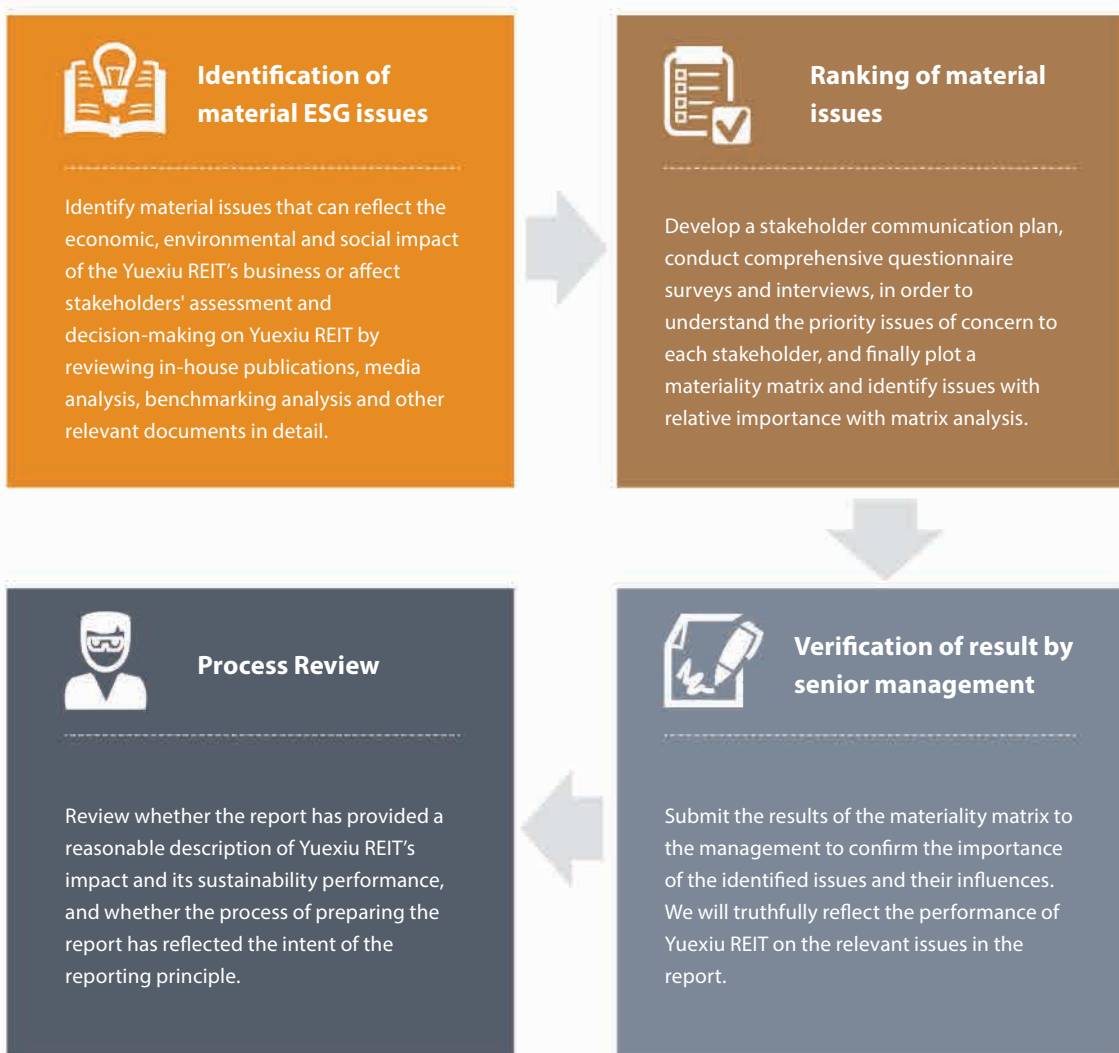 Identification of
material ESG issues
Identify material issues that can reflect the
economic, environmental and social impact
of the Yuexiu REIT’s business or affect
stakeholders' assessment and
decision-making on Yuexiu REIT by
reviewing in-house publications, media
analysis, benchmarking analysis and other
relevant documents in detail.
Ranking of material
issues
Develop a stakeholder communication plan,
conduct comprehensive questionnaire
surveys and interviews, in order to
understand the priority issues of concern to
each stakeholder, and finally plot a
materiality matrix and identify issues with
relative importance with matrix analysis.
Verification of result by
senior management
Submit the results of the materiality matrix to
the management to confirm the importance
of the identified issues and their influences.
We will truthfully reflect the performance of
Yuexiu REIT on the relevant issues in the
report.
Process Review
Review whether the report has provided a
reasonable description of Yuexiu REIT’s
impact and its sustainability performance,
and whether the process of preparing the
report has reflected the intent of the
reporting principle.